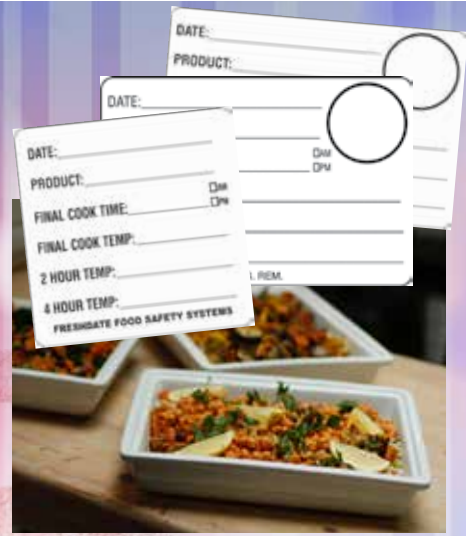 DATE:
PRODUCT:
DATE:
AM
PM
. REM.
DATE:
PRODUCT:
AM
PM
FINAL COOK TIME:
FINAL COOK TEMP:
2 HOUR TEMP:
4 HOUR TEMP:
FRESHDATE FOOD SAFETY SYSTEMS